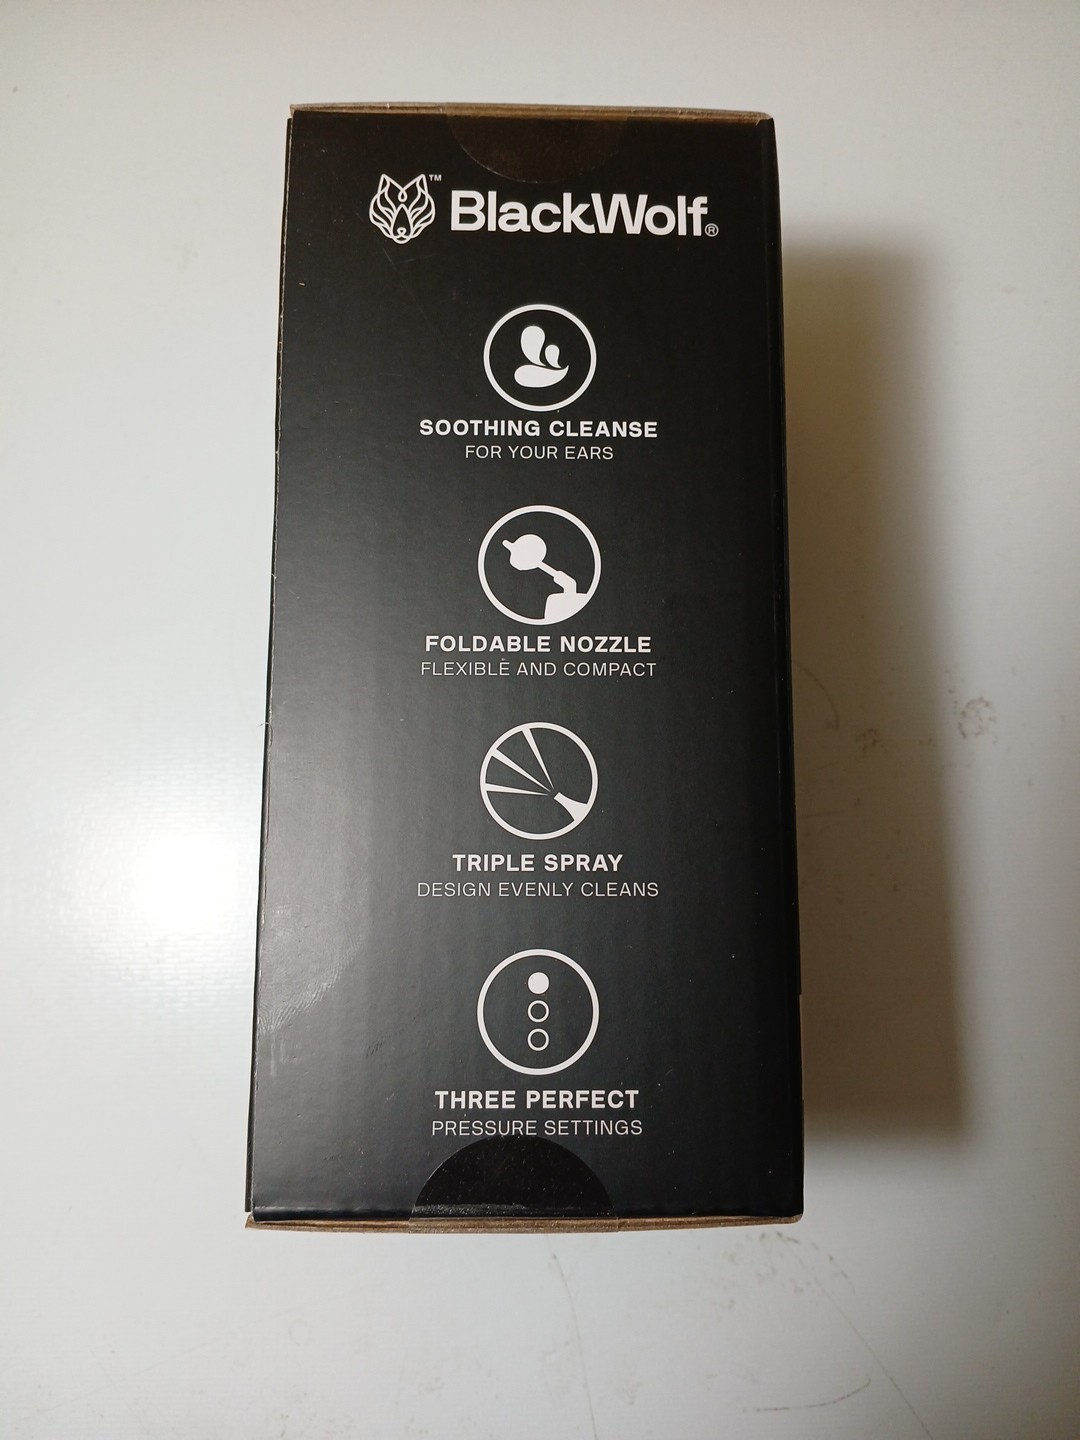 BlackWolf®
SOOTHING CLEANSE
FOR YOUR EARS
FOLDABLE NOZZLE
FLEXIBLE AND COMPACT
TRIPLE SPRAY
DESIGN EVENLY CLEANS
THREE PERFECT
PRESSURE SETTINGS